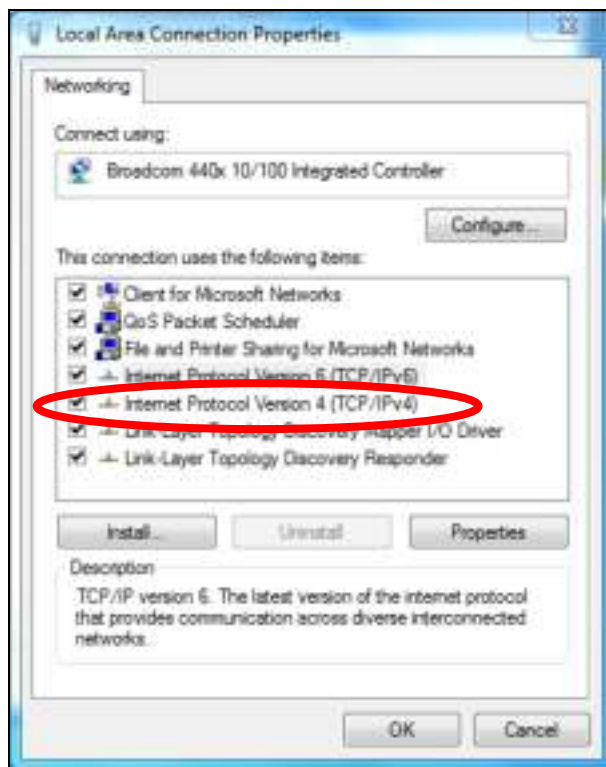 Local Area Connection Properties
Networking
Connect using:
Broadcom 440x 10/100 Integrated Controller
Configure...
This connection uses the following items:
Client for Microsoft Networks
QoS Packet Scheduler
File and Printer Sharing for Microsoft Networks
Internet Protocol Version 6 (TCP/IPv6)
Internet Protocol Version 4 (TCP/IPv4)
Link-Layer Topology Discovery Mapper I/O Driver
Link-Layer Topology Discovery Responder
Install...
Uninstall
Properties
Description
TCP/IP version 6. The latest version of the internet protocol
that provides communication across diverse interconnected
networks.
OK
Cancel